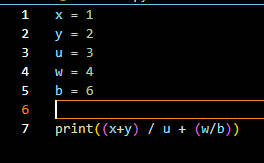 1 x = 1
2 y = 2
3 u = 3
4 w = 4
5 b = 6
6
7 print((x+y) / u + (w/b))